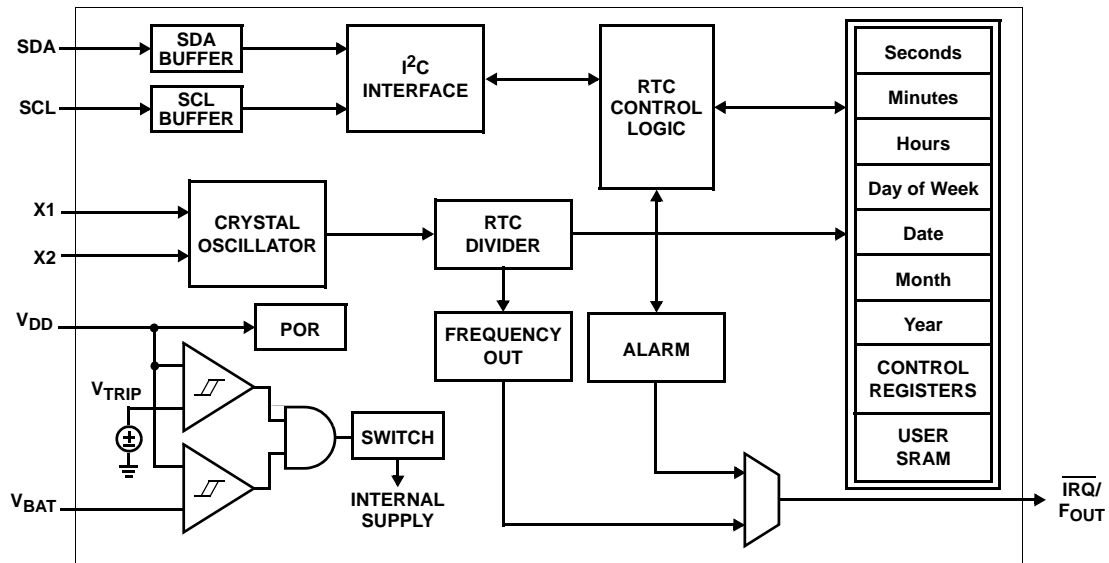 SDA
SDA
BUFFER
SCL
SCL
BUFFER
I²C
INTERFACE
RTC
CONTROL
LOGIC
Seconds
Minutes
Hours
Day of Week
Date
Month
Year
CONTROL
REGISTERS
USER
SRAM
X1
X2
CRYSTAL
OSCILLATOR
RTC
DIVIDER
VDD
POR
FREQUENCY
OUT
ALARM
VTRIP
SWITCH
INTERNAL
SUPPLY
VBAT
IRQ/
FOUT